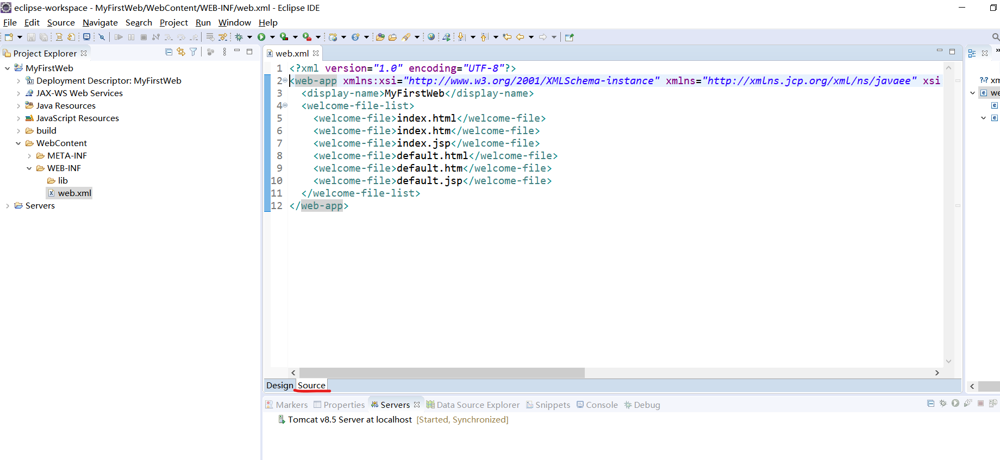 eclipse-workspace - MyFirstWeb/WebContent/WEB-INF/web.xml - Eclipse IDE
File Edit Source Navigate Search Project Run Window Help
Project Explorer
MyFirstWeb
Deployment Descriptor: MyFirstWeb
JAX-WS Web Services
Java Resources
JavaScript Resources
build
WebContent
META-INF
WEB-INF
lib
web.xml
Servers
web.xml
1 <?xml version="1.0" encoding="UTF-8"?>
2 <web-app xmlns:xsi="http://www.w3.org/2001/XMLSchema-instance" xmlns="http://xmlns.jcp.org/xml/ns/javaee" xsi
3 <display-name>MyFirstWeb</display-name>
4 <welcome-file-list>
5 <welcome-file>index.html</welcome-file>
6 <welcome-file>index.htm</welcome-file>
7 <welcome-file>index.jsp</welcome-file>
8 <welcome-file>default.html</welcome-file>
9 <welcome-file>default.htm</welcome-file>
10 <welcome-file>default.jsp</welcome-file>
11 </welcome-file-list>
12 </web-app>
Design Source
?=? xm
we
Markers Properties Servers Data Source Explorer Snippets Console Debug
Tomcat v8.5 Server at localhost [Started, Synchronized]